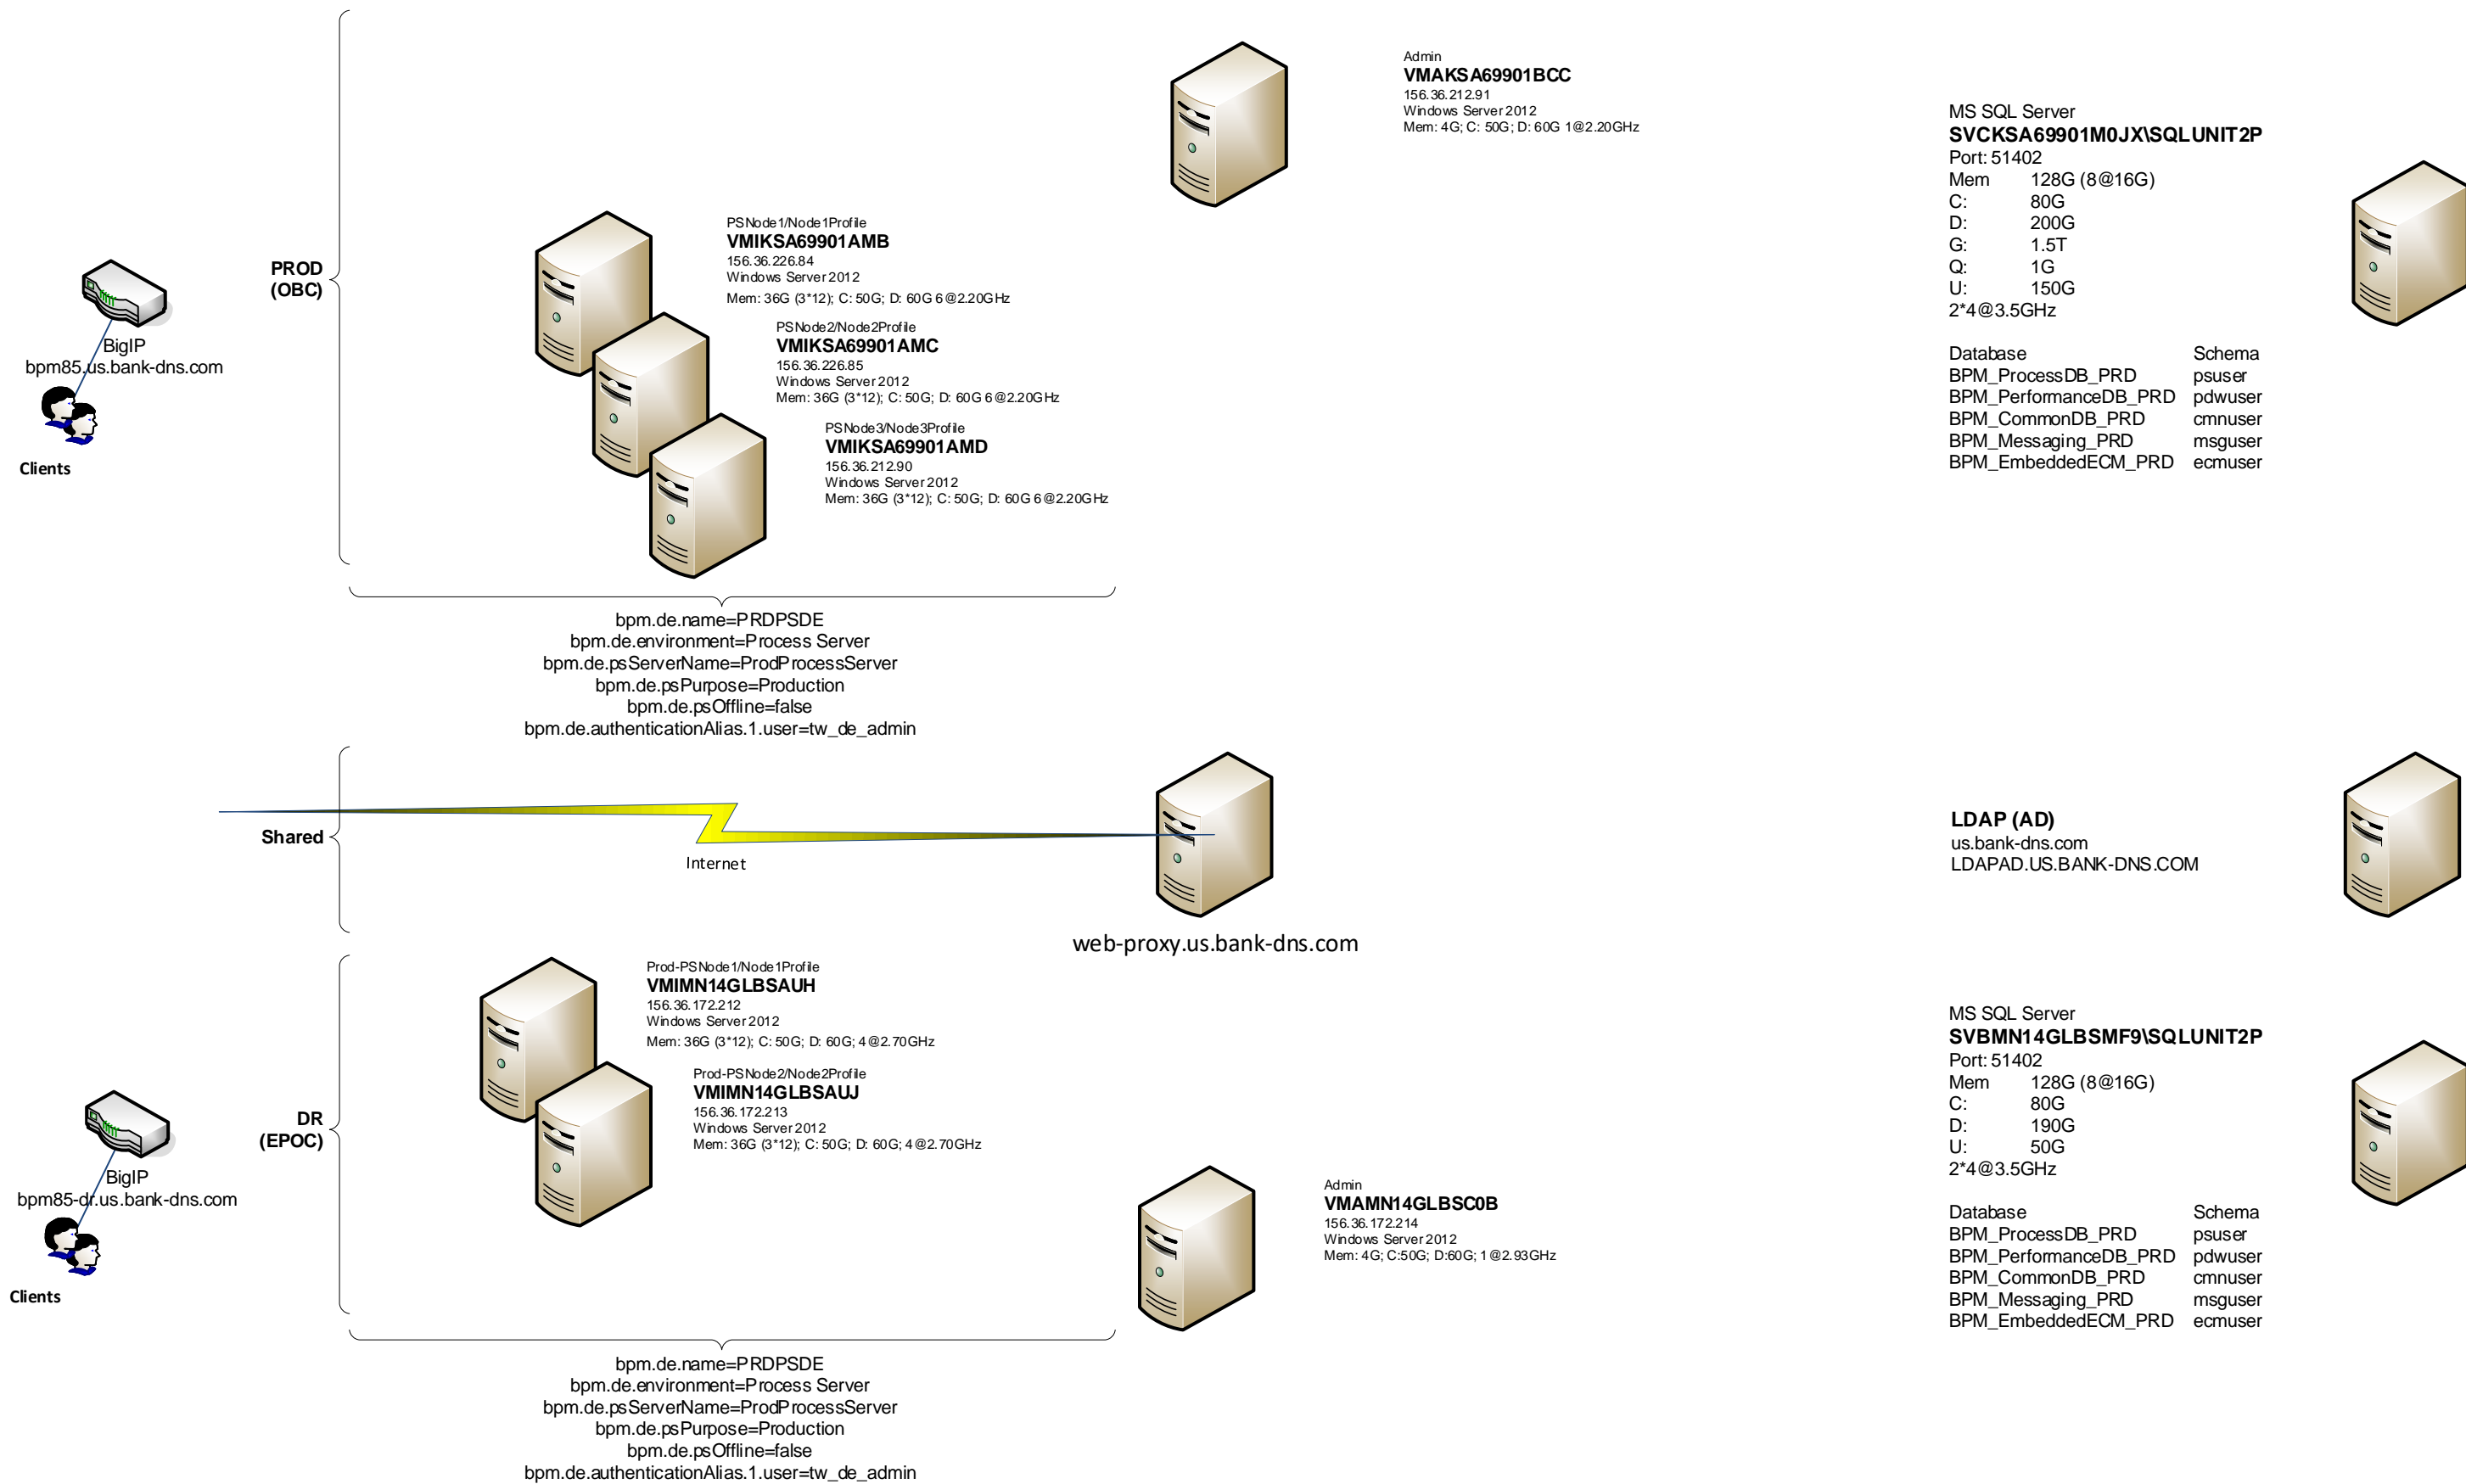 Admin
VMAKSA69901BCC
156.36.212.91
Windows Server 2012
Mem: 4G; C: 50G; D: 60G 1@2.20GHz
MS SQL Server
SVCKSA69901M0JX\SQLUNIT2P
Port: 51402
Mem 128G (8@16G)
C: 80G
D: 200G
G: 1.5T
Q: 1G
U: 150G
2*4@3.5GHz
Database Schema
BPM_ProcessDB_PRD psuser
BPM_PerformanceDB_PRD pdwuser
BPM_CommonDB_PRD cmnuser
BPM_Messaging_PRD msguser
BPM_EmbeddedECM_PRD ecmuser
PROD
(OBC)
PSNode1/Node1Profile
VMIKSA69901AMB
156.36.226.84
Windows Server 2012
Mem: 36G (3*12); C: 50G; D: 60G 6@2.20GHz
PSNode2/Node2Profile
VMIKSA69901AMC
156.36.226.85
Windows Server 2012
Mem: 36G (3*12); C: 50G; D: 60G 6@2.20GHz
PSNode3/Node3Profile
VMIKSA69901AMD
156.36.212.90
Windows Server 2012
Mem: 36G (3*12); C: 50G; D: 60G 6@2.20GHz
BigIP
bpm85.us.bank-dns.com
Clients
bpm.de.name=PRDPSDE
bpm.de.environment=Process Server
bpm.de.psServerName=ProdProcessServer
bpm.de.psPurpose=Production
bpm.de.psOffline=false
bpm.de.authenticationAlias.1.user=tw_de_admin
Shared
Internet
web-proxy.us.bank-dns.com
LDAP (AD)
us.bank-dns.com
LDAPAD.US.BANK-DNS.COM
DR
(EPOC)
Prod-PSNode1/Node1Profile
VMIMN14GLBSAUH
156.36.172.212
Windows Server 2012
Mem: 36G (3*12); C: 50G; D: 60G; 4@2.70GHz
Prod-PSNode2/Node2Profile
VMIMN14GLBSAUJ
156.36.172.213
Windows Server 2012
Mem: 36G (3*12); C: 50G; D: 60G; 4@2.70GHz
BigIP
bpm85-dr.us.bank-dns.com
Clients
Admin
VMAMN14GLBSC0B
156.36.172.214
Windows Server 2012
Mem: 4G; C:50G; D:60G; 1@2.93GHz
MS SQL Server
SVBMN14GLBSMF9\SQLUNIT2P
Port: 51402
Mem 128G (8@16G)
C: 80G
D: 190G
U: 50G
2*4@3.5GHz
Database Schema
BPM_ProcessDB_PRD psuser
BPM_PerformanceDB_PRD pdwuser
BPM_CommonDB_PRD cmnuser
BPM_Messaging_PRD msguser
BPM_EmbeddedECM_PRD ecmuser
bpm.de.name=PRDPSDE
bpm.de.environment=Process Server
bpm.de.psServerName=ProdProcessServer
bpm.de.psPurpose=Production
bpm.de.psOffline=false
bpm.de.authenticationAlias.1.user=tw_de_admin